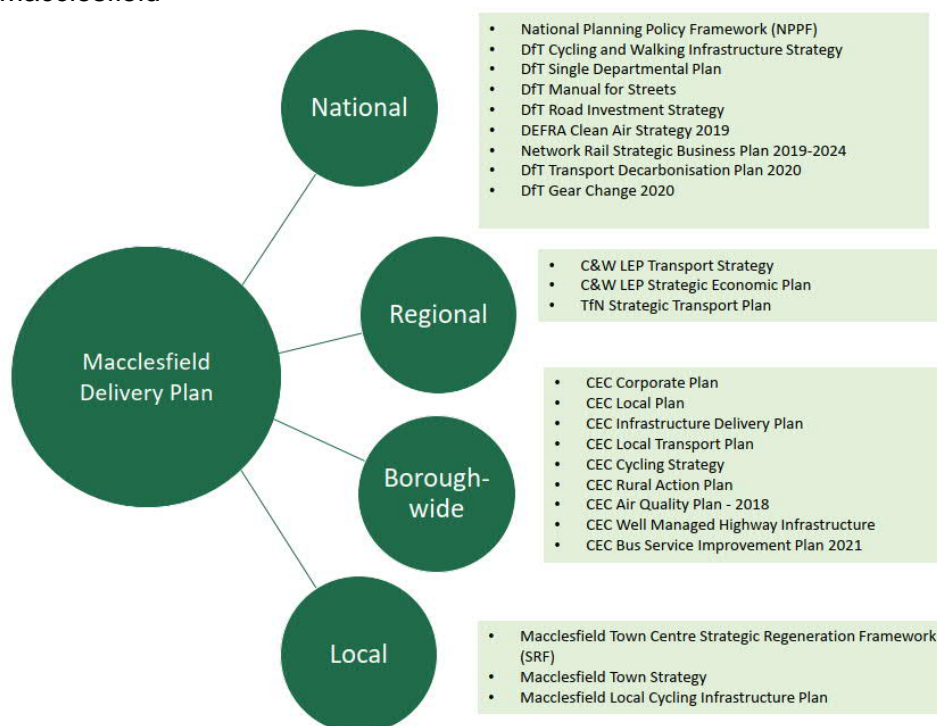 National
• National Planning Policy Framework (NPPF)
• DfT Cycling and Walking Infrastructure Strategy
• DfT Single Departmental Plan
• DfT Manual for Streets
• DfT Road Investment Strategy
• DEFRA Clean Air Strategy 2019
• Network Rail Strategic Business Plan 2019-2024
• DfT Transport Decarbonisation Plan 2020
• DfT Gear Change 2020
Macclesfield
Delivery Plan
Regional
• C&W LEP Transport Strategy
• C&W LEP Strategic Economic Plan
• TfN Strategic Transport Plan
Borough-
wide
• CEC Corporate Plan
• CEC Local Plan
• CEC Infrastructure Delivery Plan
• CEC Local Transport Plan
• CEC Cycling Strategy
• CEC Rural Action Plan
• CEC Air Quality Plan - 2018
• CEC Well Managed Highway Infrastructure
• CEC Bus Service Improvement Plan 2021
Local
• Macclesfield Town Centre Strategic Regeneration Framework
(SRF)
• Macclesfield Town Strategy
• Macclesfield Local Cycling Infrastructure Plan